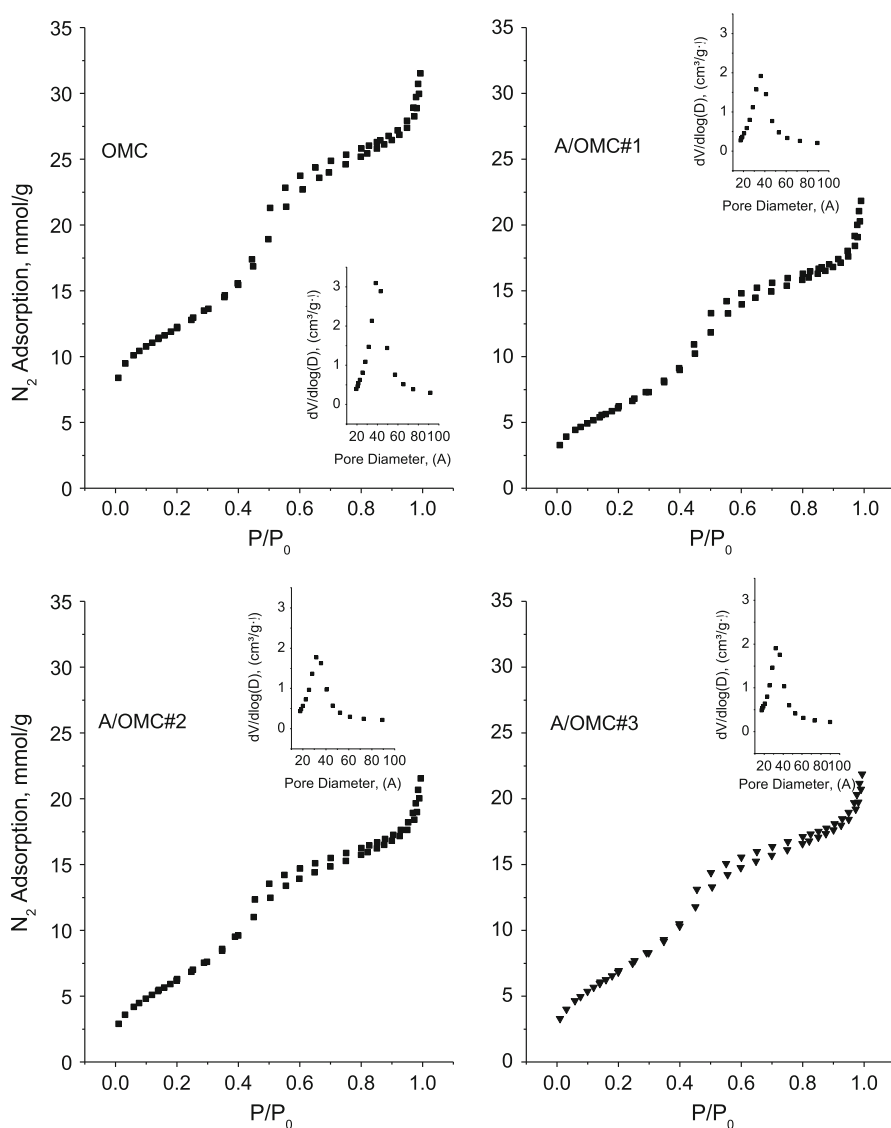 OMC
N₂ Adsorption, mmol/g
35
30
25
20
15
10
5
0
0.0 0.2 0.4 0.6 0.8 1.0
P/P₀
dV/dlog(D), (cm³/g·!)
3
2
1
0
20 40 60 80 100
Pore Diameter, (A)
A/OMC#1
35
30
25
20
15
10
5
0
0.0 0.2 0.4 0.6 0.8 1.0
P/P₀
dV/dlog(D), (cm³/g·!)
3
2
1
0
20 40 60 80 100
Pore Diameter, (A)
A/OMC#2
N₂ Adsorption, mmol/g
35
30
25
20
15
10
5
0
0.0 0.2 0.4 0.6 0.8 1.0
P/P₀
dV/dlog(D), (cm³/g·!)
3
2
1
0
20 40 60 80 100
Pore Diameter, (A)
A/OMC#3
35
30
25
20
15
10
5
0
0.0 0.2 0.4 0.6 0.8 1.0
P/P₀
dV/dlog(D), (cm³/g·!)
3
2
1
0
20 40 60 80 100
Pore Diameter, (A)